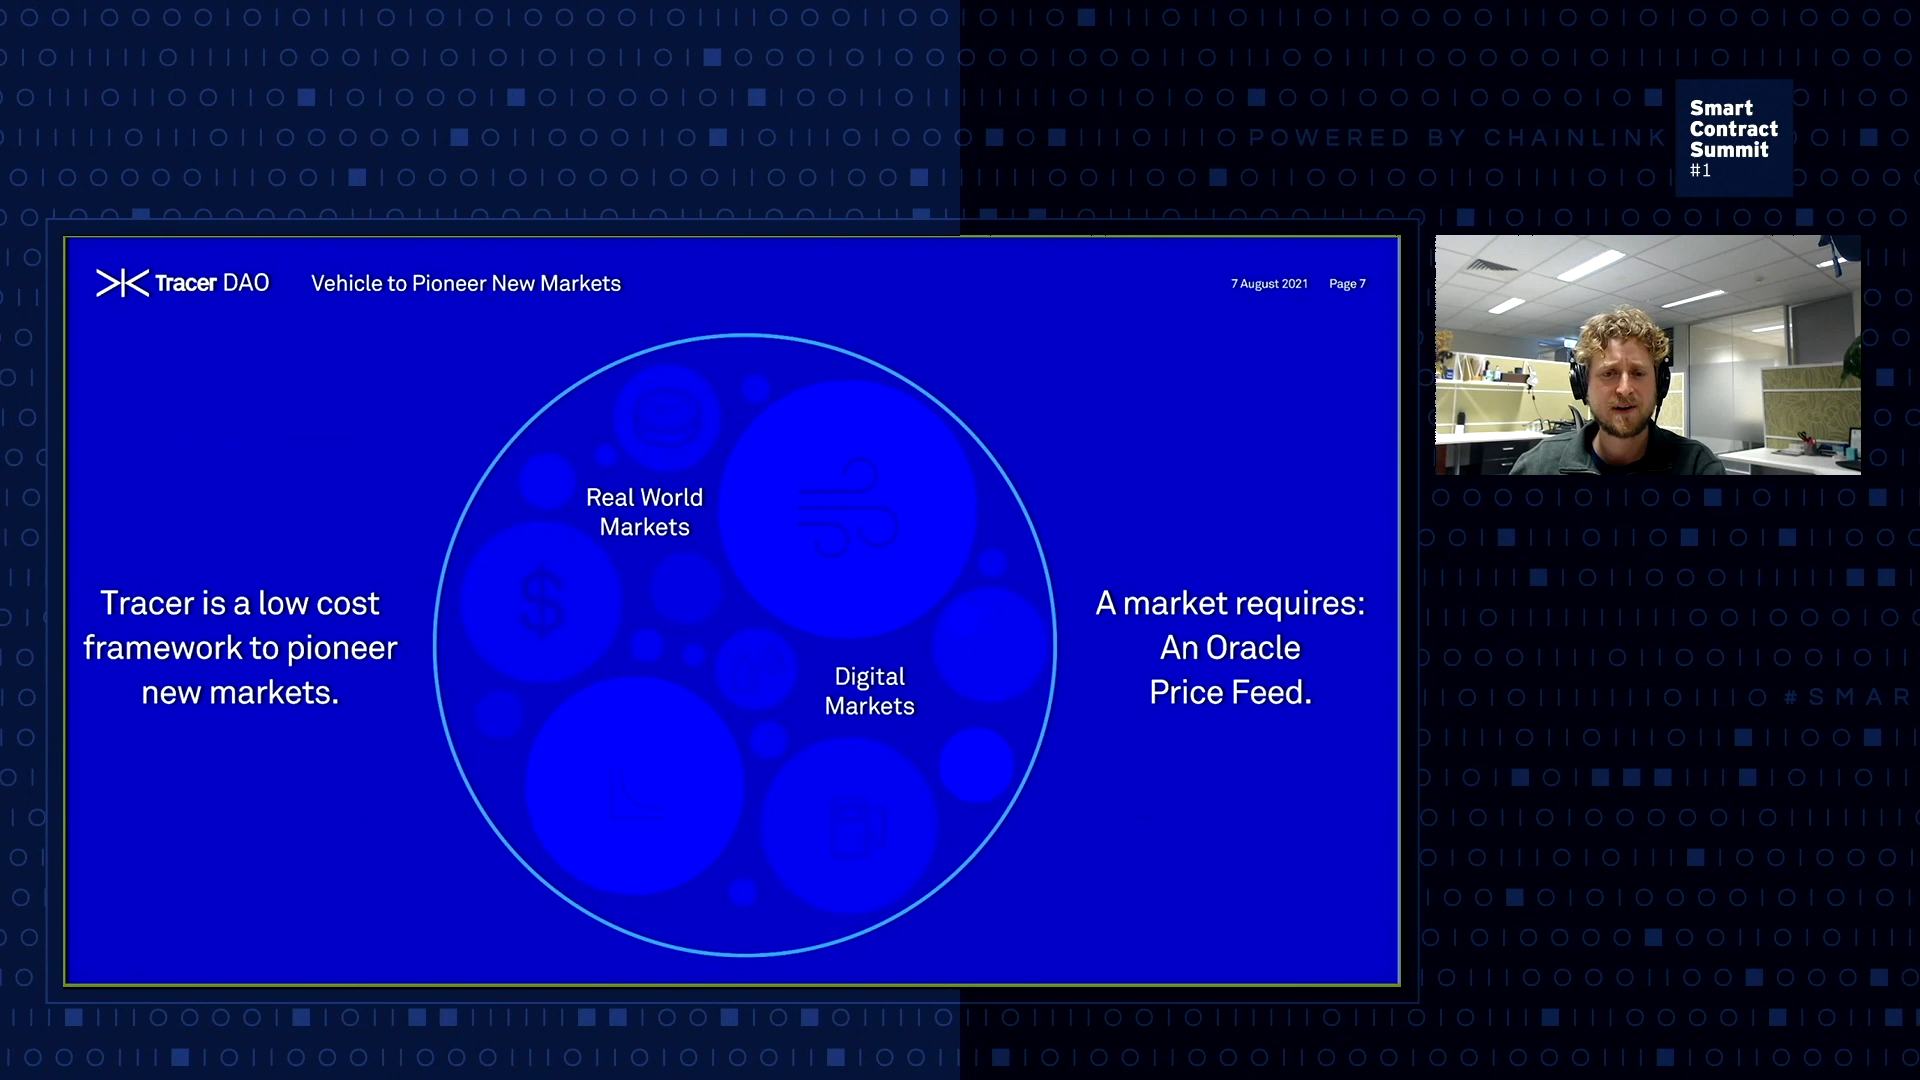 POWERED BY CHAINLINK
Smart
Contract
Summit
#1
Tracer DAO
Vehicle to Pioneer New Markets
7 August 2021
Page 7
Real World
Markets
$
Tracer is a low cost
framework to pioneer
new markets.
A market requires:
An Oracle
Price Feed.
Digital
Markets
#SMAR